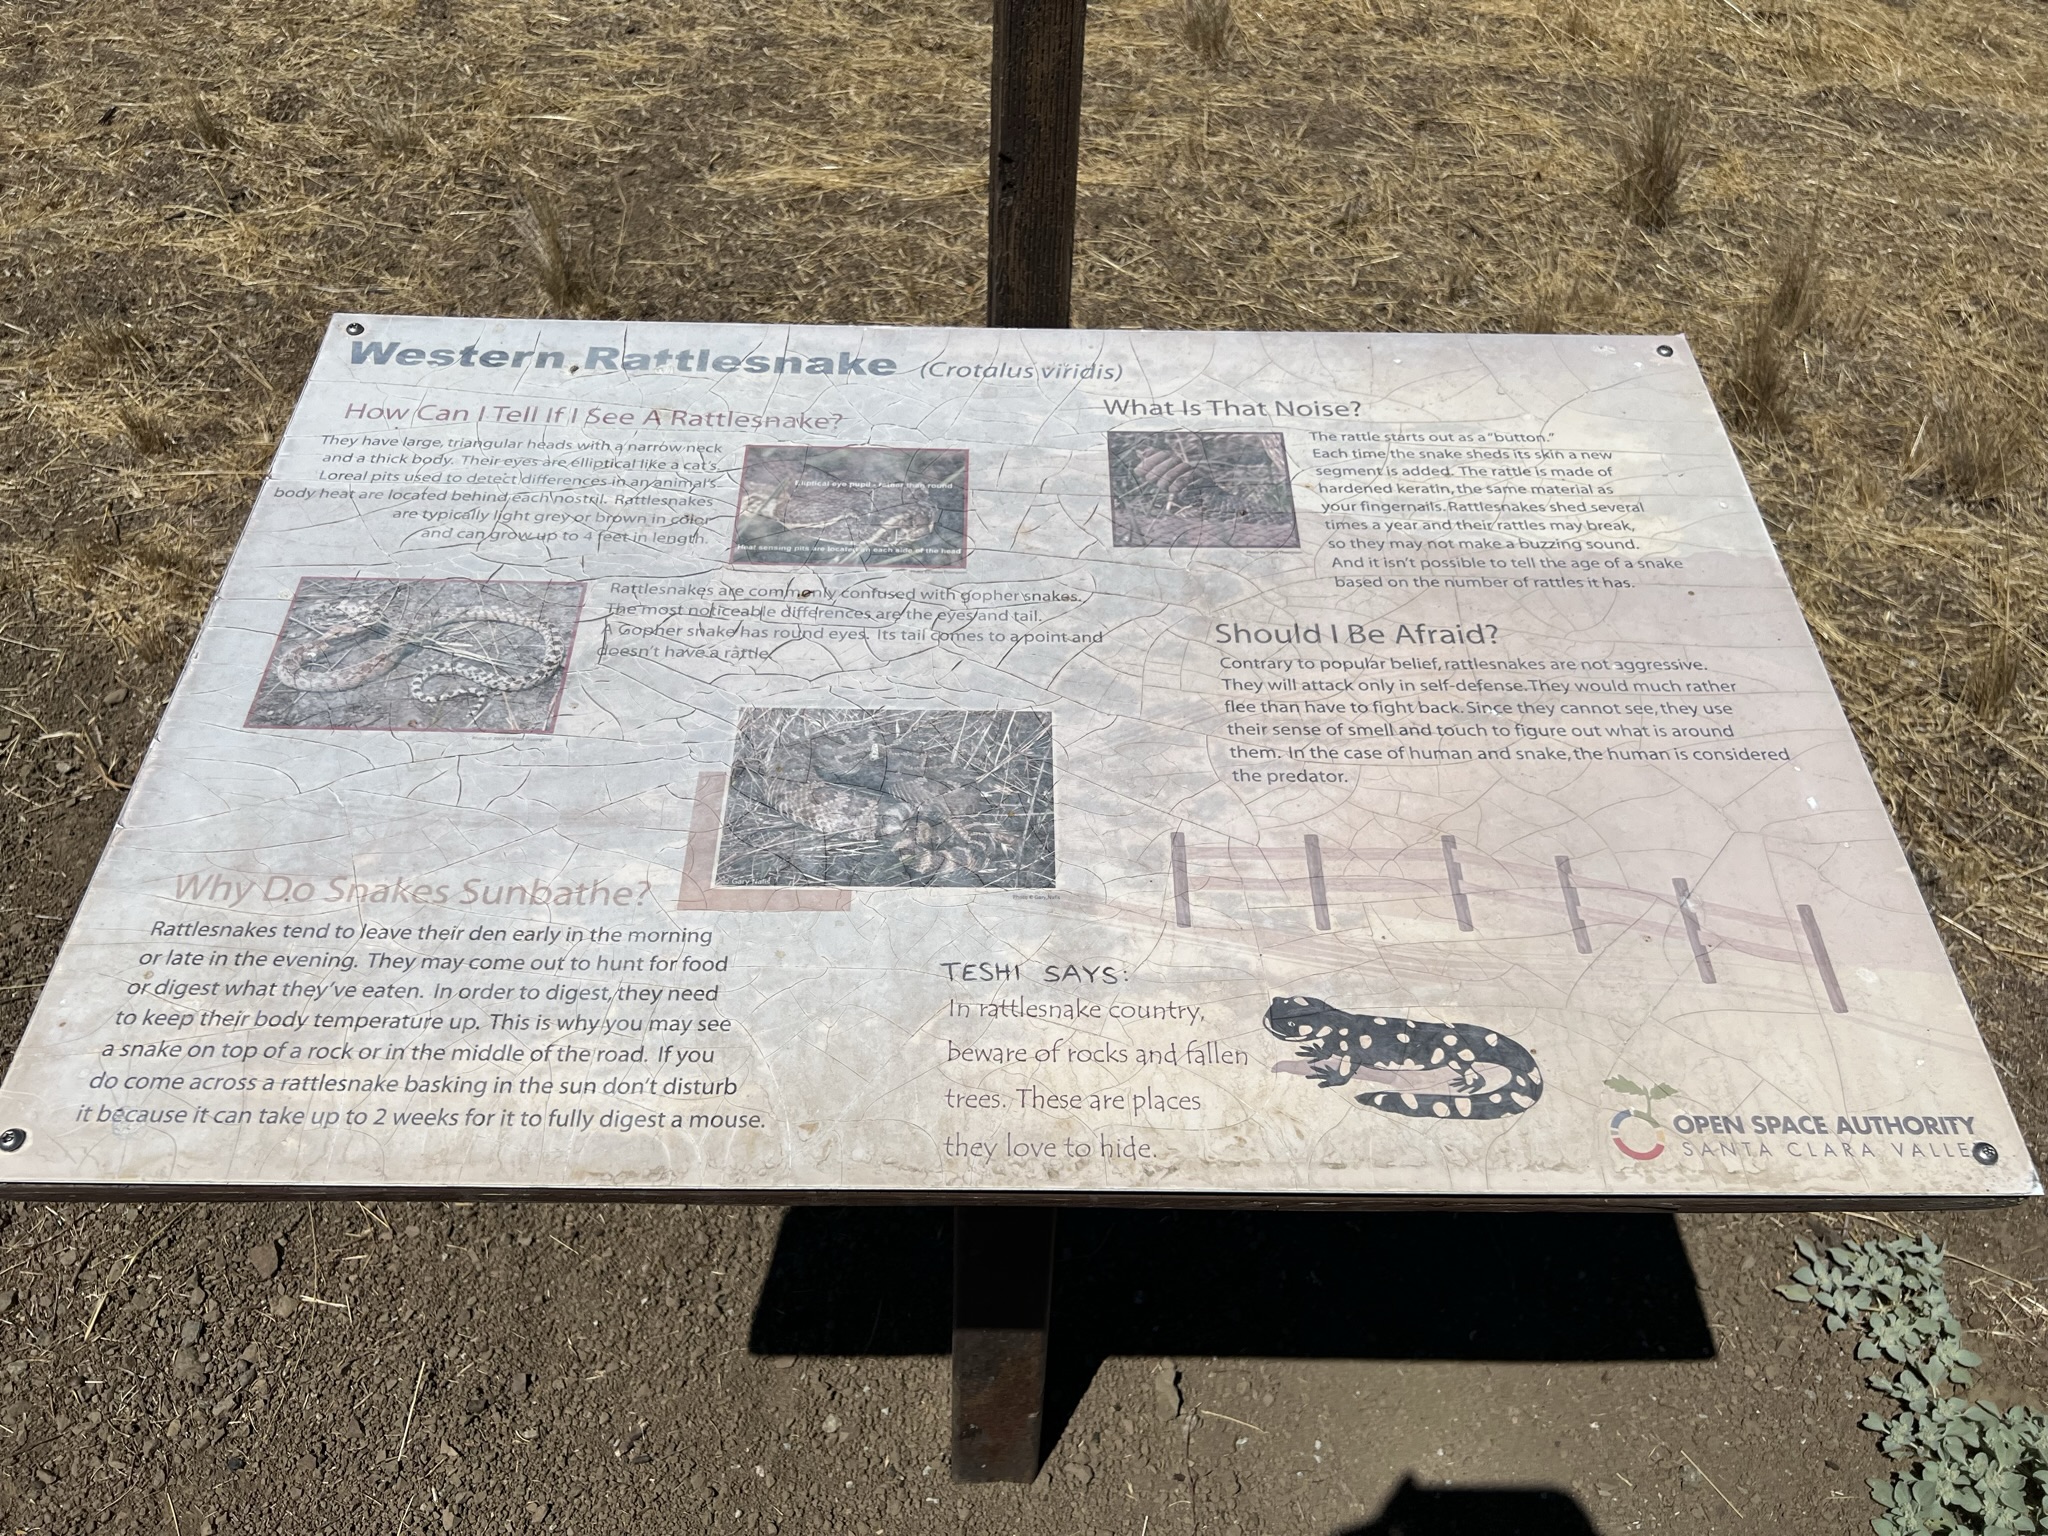 Western Rattlesnake (Crotalus viridis)
How Can I Tell If I See A Rattlesnake?
They have large, triangular heads with a narrow neck
and a thick body. Their eyes are elliptical like a cat's.
Loreal pits used to detect differences in an animal's
body heat are located behind each nostril. Rattlesnakes
are typically light grey or brown in color
and can grow up to 4 feet in length.
Elliptical eye pupil - rather than round
Heat sensing pits are located on each side of the head
Rattlesnakes are commonly confused with gopher snakes.
The most noticeable differences are the eyes and tail.
A Gopher snake has round eyes. Its tail comes to a point and
doesn't have a rattle.
© Gary Nafis
Photo © Gary Nafis
Why Do Snakes Sunbathe?
Rattlesnakes tend to leave their den early in the morning
or late in the evening. They may come out to hunt for food
or digest what they've eaten. In order to digest, they need
to keep their body temperature up. This is why you may see
a snake on top of a rock or in the middle of the road. If you
do come across a rattlesnake basking in the sun don't disturb
it because it can take up to 2 weeks for it to fully digest a mouse.
What Is That Noise?
The rattle starts out as a "button."
Each time the snake sheds its skin a new
segment is added. The rattle is made of
hardened keratin, the same material as
your fingernails. Rattlesnakes shed several
times a year and their rattles may break,
so they may not make a buzzing sound.
And it isn't possible to tell the age of a snake
based on the number of rattles it has.
Should I Be Afraid?
Contrary to popular belief, rattlesnakes are not aggressive.
They will attack only in self-defense. They would much rather
flee than have to fight back. Since they cannot see, they use
their sense of smell and touch to figure out what is around
them. In the case of human and snake, the human is considered
the predator.
TESHI SAYS:
In rattlesnake country,
beware of rocks and fallen
trees. These are places
they love to hide.
OPEN SPACE AUTHORITY
SANTA CLARA VALLE